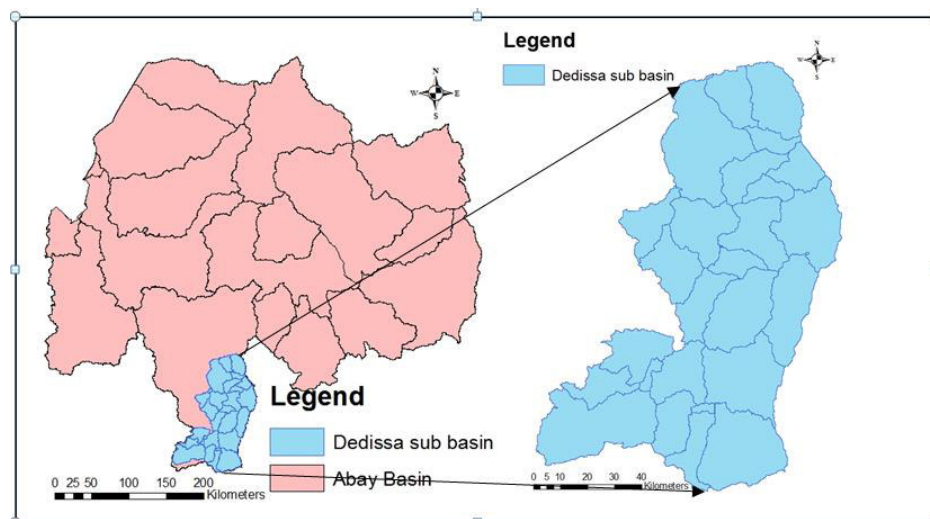 Legend
Dedissa sub basin
N
W E
S
N
W E
S
Legend
Dedissa sub basin
Abay Basin
0 25 50 100 150 200
Kilometers
0 5 10 20 30 40
Kilometers